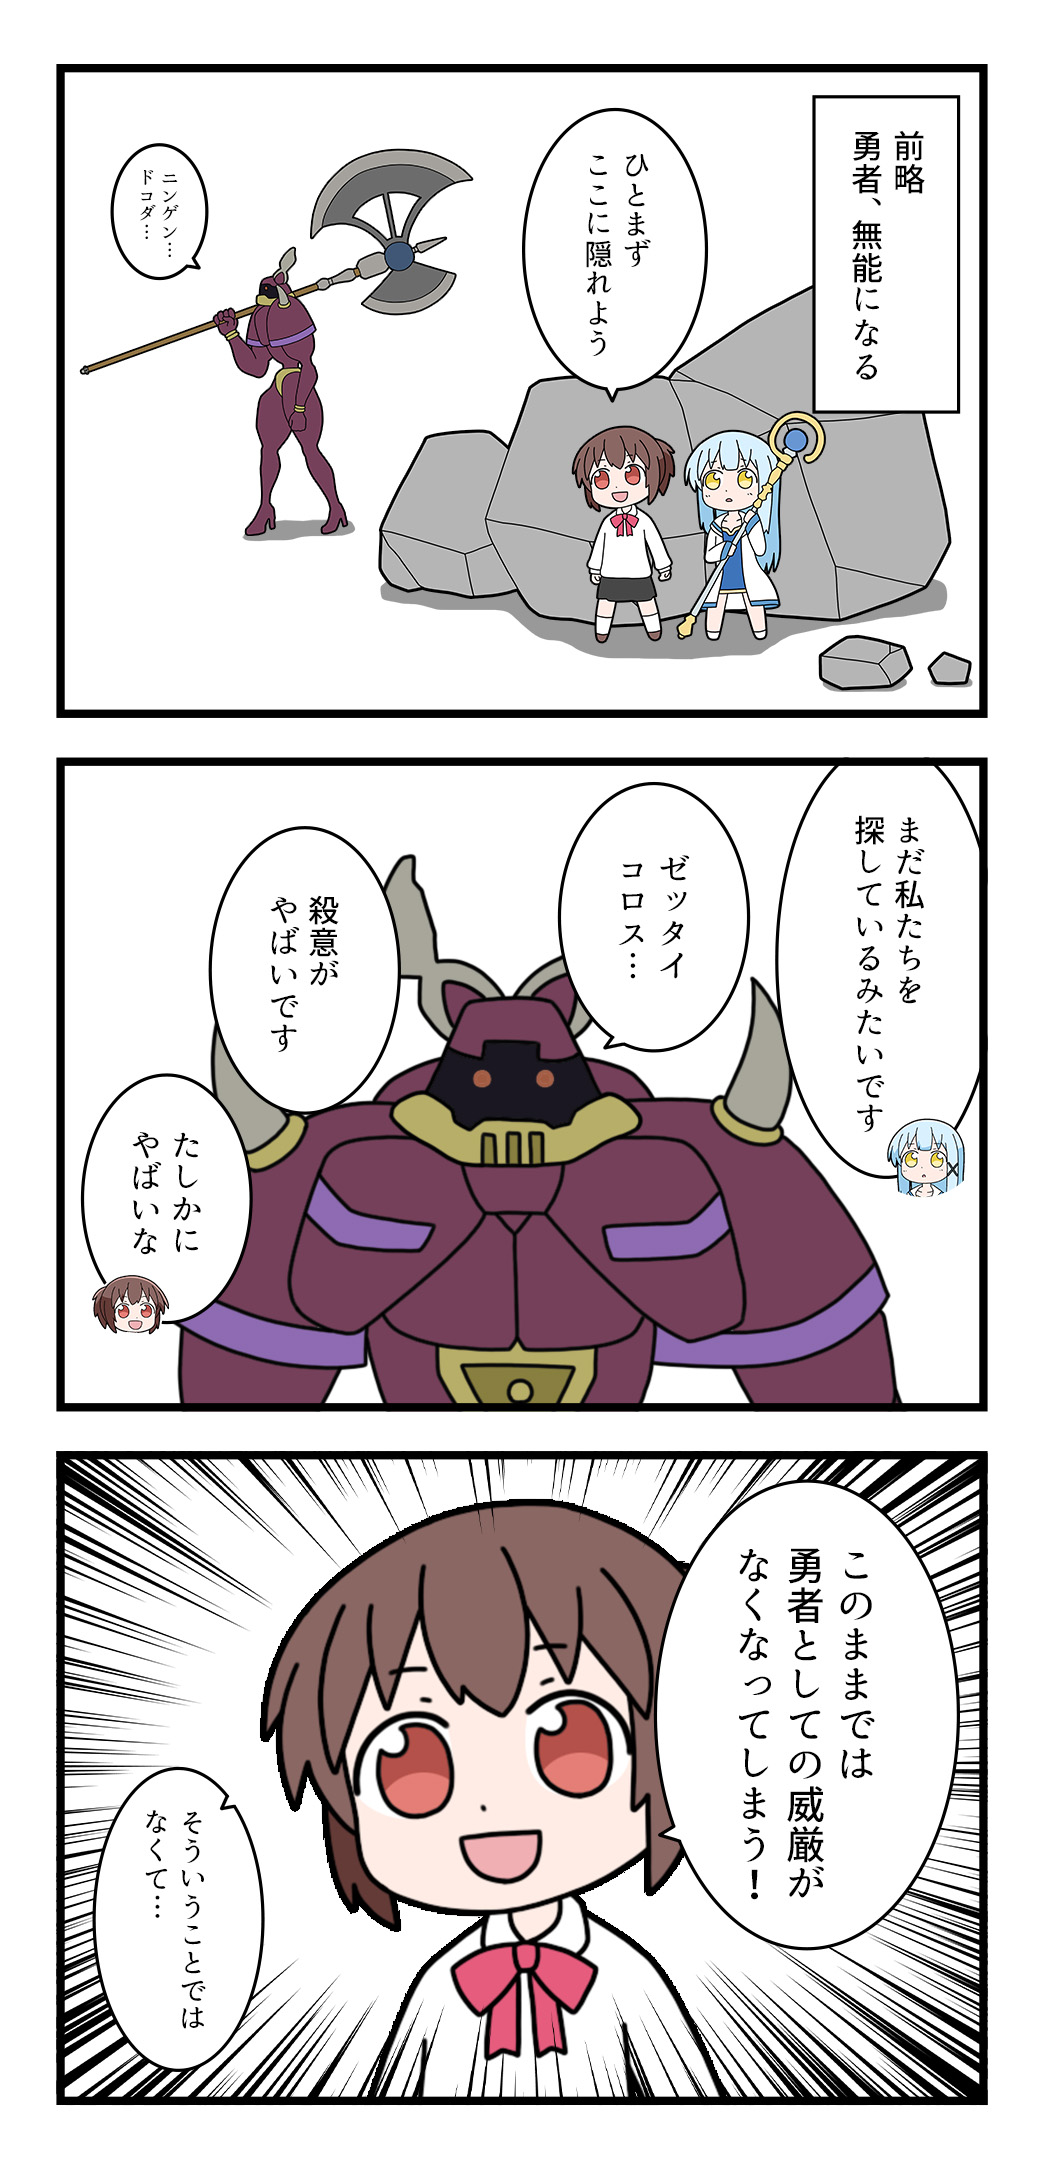 前略
勇者、無能になる
ひとまず
ここに隠れよう
ニンゲン…
ドコダ…
まだ私たちを
探しているみたいです
ゼッタイ
コロス…
殺意が
やばいです
たしかに
やばいな
このままでは
勇者としての威厳が
なくなってしまう！
そういうことでは
なくて…